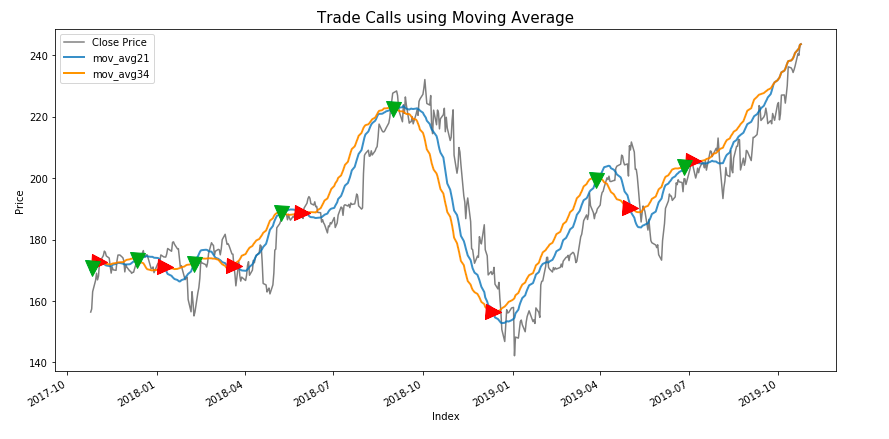 Trade Calls using Moving Average
Close Price
mov_avg21
mov_avg34
Price
240
220
200
180
160
140
2017-10
2018-01
2018-04
2018-07
2018-10
2019-01
2019-04
2019-07
2019-10
Index